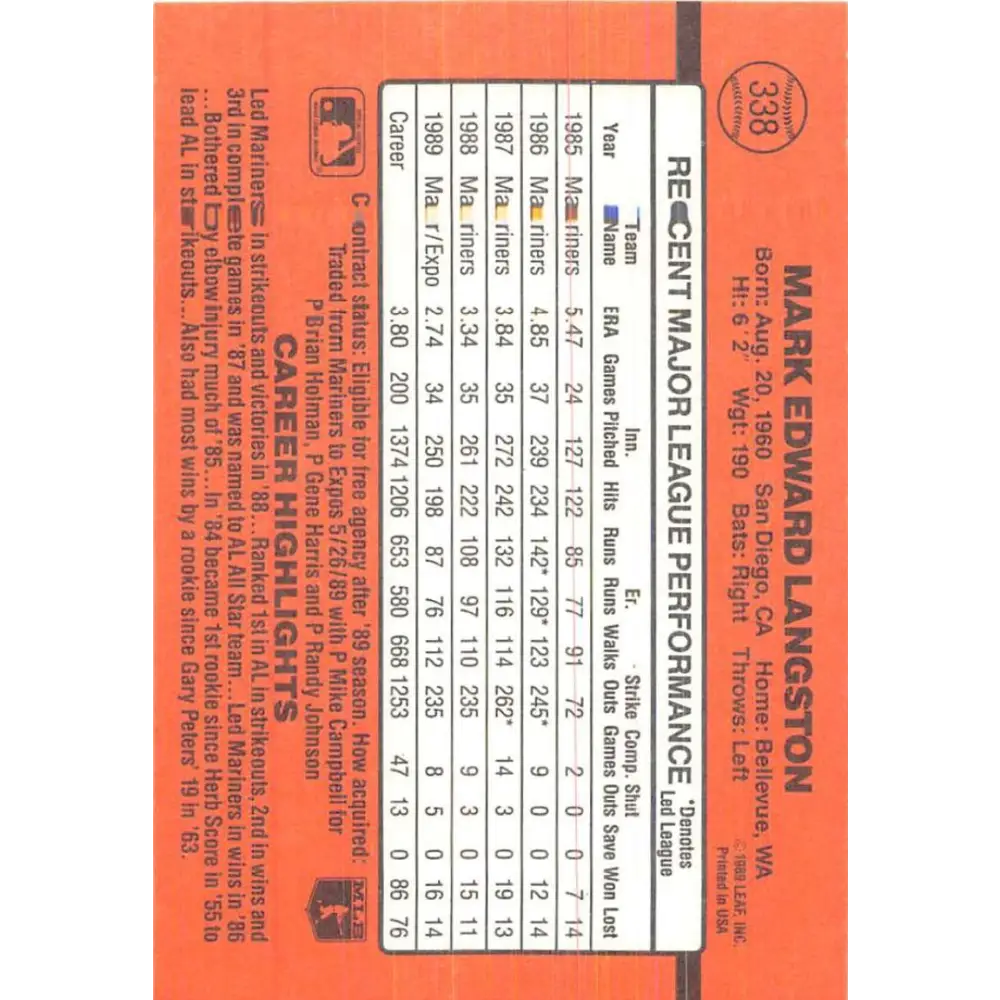 338
MARK EDWARD LANGSTON
Born: Aug. 20, 1960 San Diego, CA Home: Bellevue, WA
Ht: 6'2" Wgt: 190 Bats: Right Throws: Left
© 1989 LEAF, INC.
Printed in USA
RECENT MAJOR LEAGUE PERFORMANCE *Denotes Led League
Team Inn. Er. Strike Comp. Shut
Year Name ERA Games Pitched Hits Runs Runs Walks Outs Games Outs Save Won Lost
1985 Mariners 5.47 24 127 122 85 77 91 72 2 0 0 7 14
1986 Mariners 4.85 37 239 234 142* 129* 123 245* 9 0 0 12 14
1987 Mariners 3.84 35 272 242 132 116 114 262* 14 3 0 19 13
1988 Mariners 3.34 35 261 222 108 97 110 235 9 3 0 15 11
1989 Mar/Expo 2.74 34 250 198 87 76 112 235 8 5 0 16 14
Career 3.80 200 1374 1206 653 580 668 1253 47 13 0 86 76
Contract status: Eligible for free agency after '89 season. How acquired:
Traded from Mariners to Expos 5/26/89 with P Mike Campbell for
P Brian Holman, P Gene Harris and P Randy Johnson
MLB
CAREER HIGHLIGHTS
Led Mariners in strikeouts and victories in '88...Ranked 1st in AL in strikeouts, 2nd in wins and
3rd in complete games in '87 and was named to AL All Star team...Led Mariners in wins in '86
...Bothered by elbow injury much of '85...In '84 became 1st rookie since Herb Score in '55 to
lead AL in strikeouts...Also had most wins by a rookie since Gary Peters' 19 in '63.